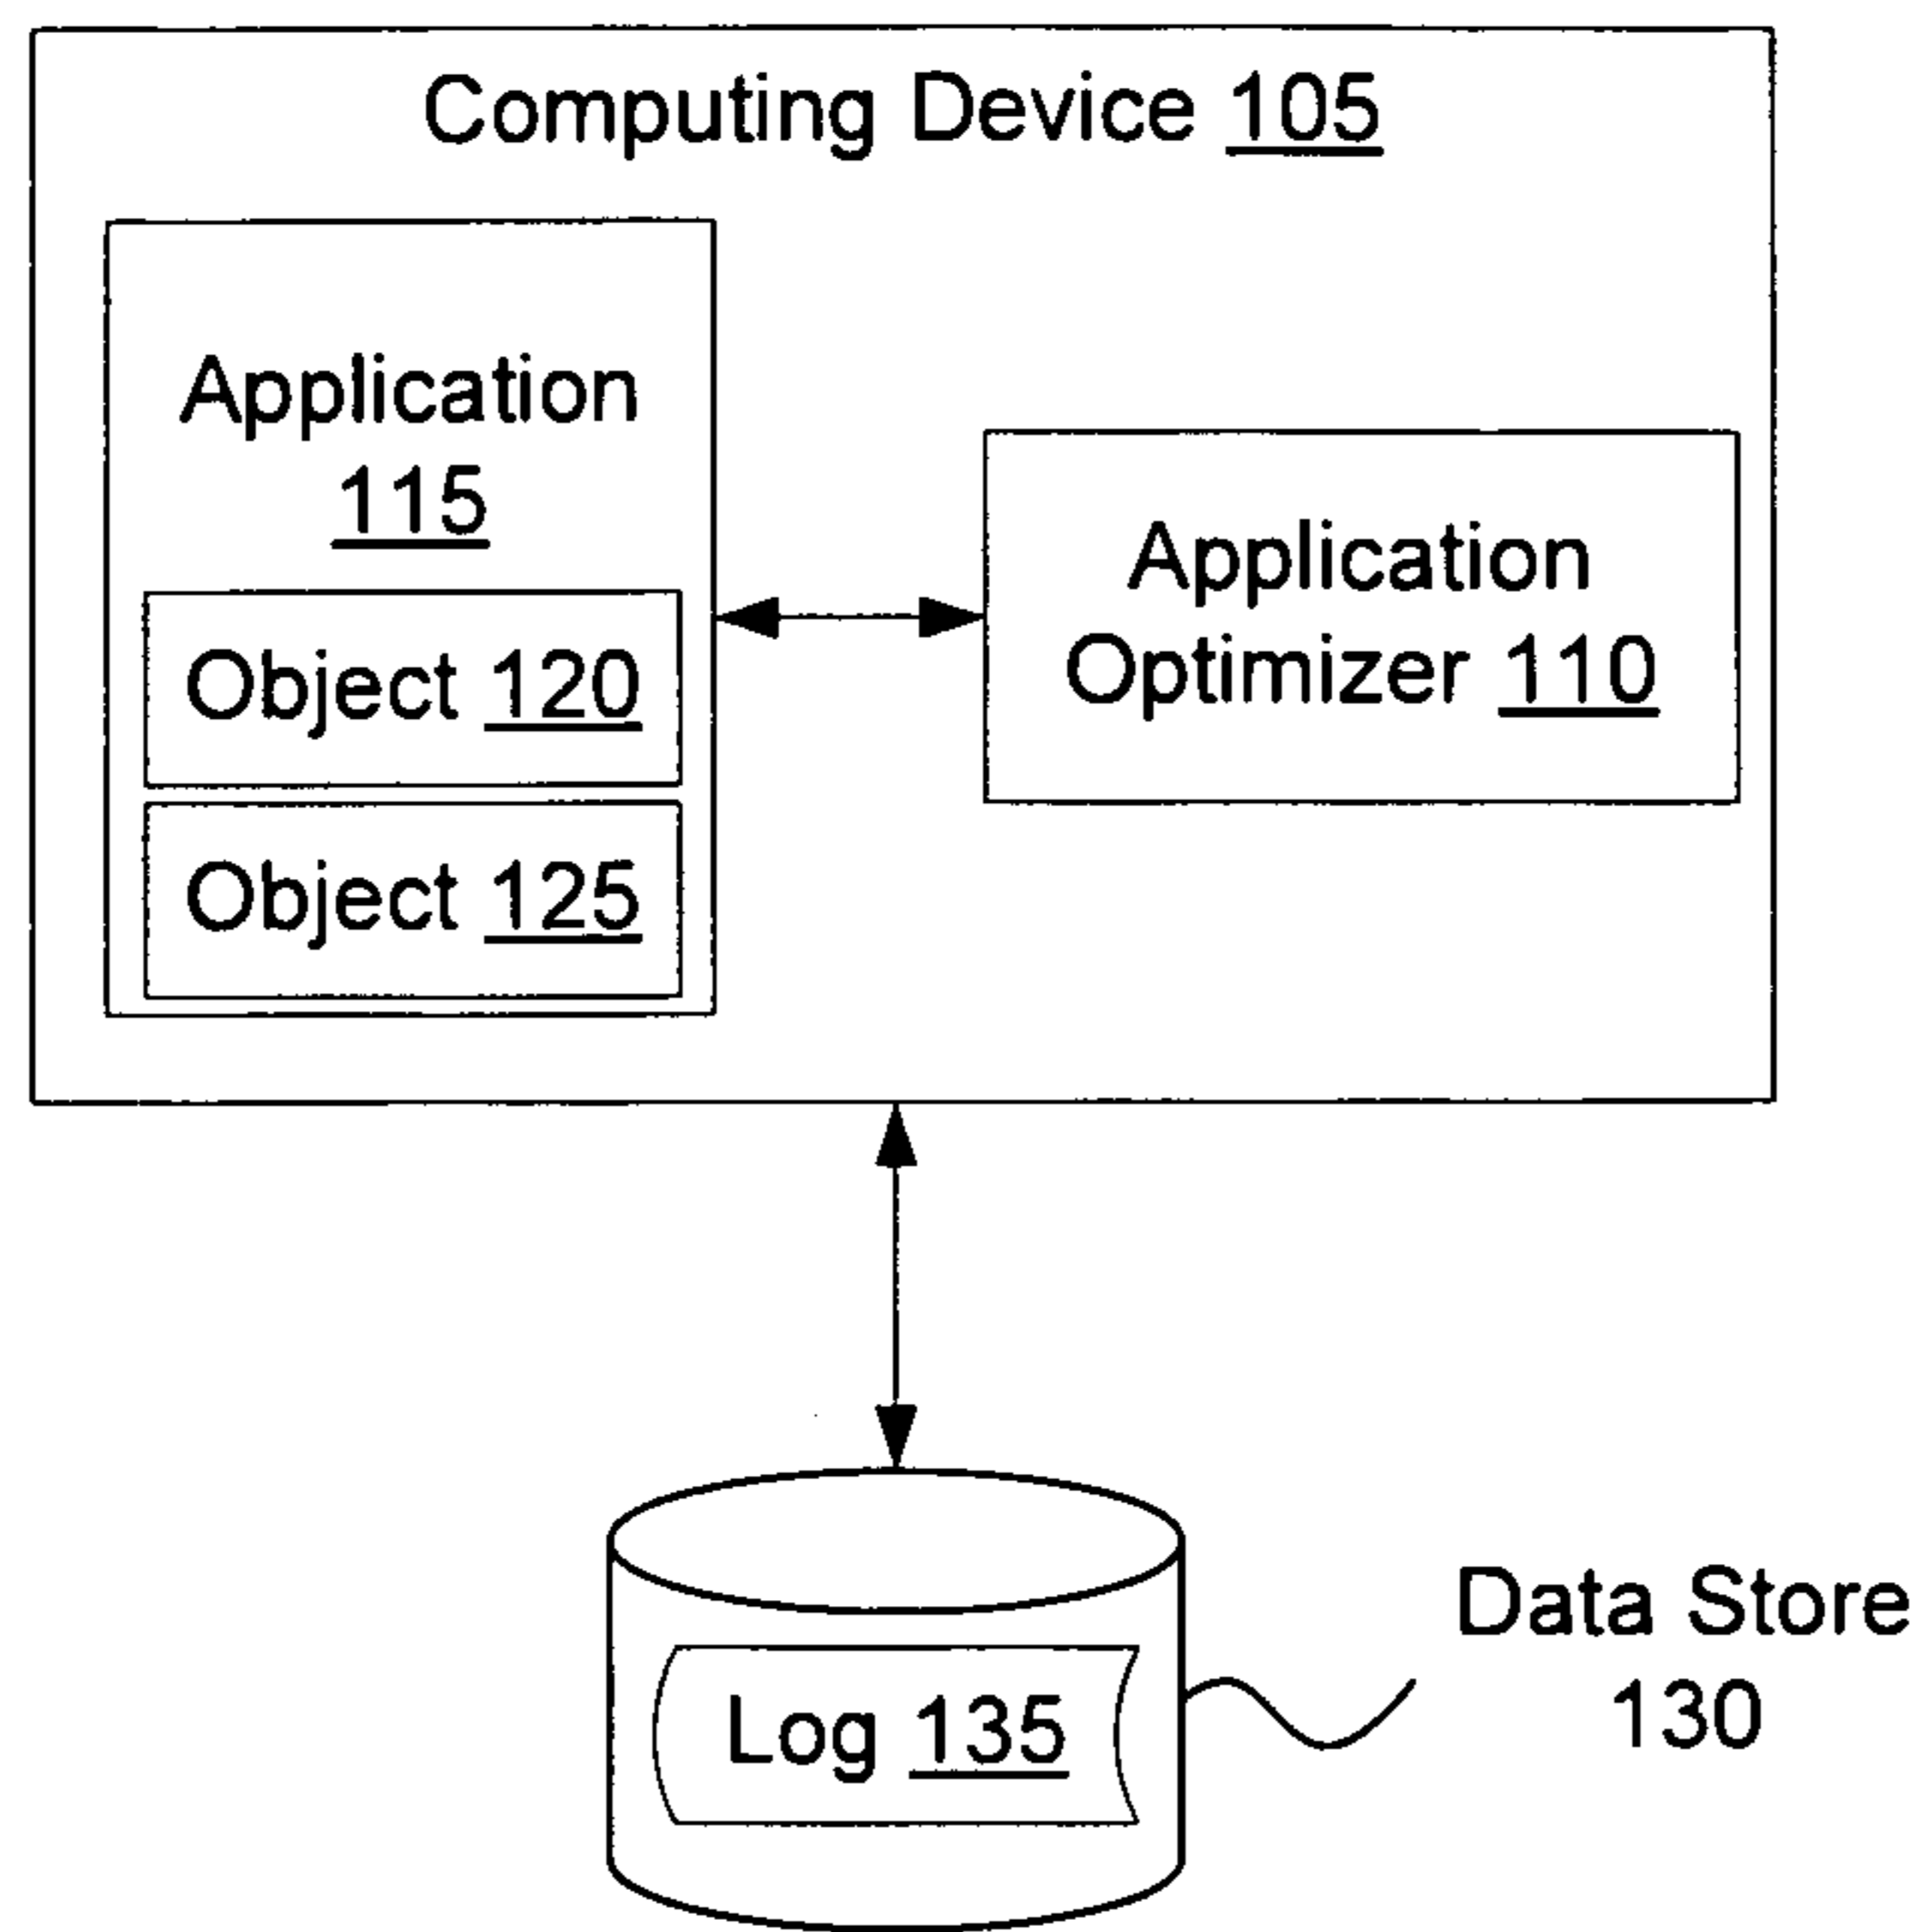 Computing Device 105
Application
115
Application
Optimizer 110
Object 120
Object 125
Data Store
130
Log 135